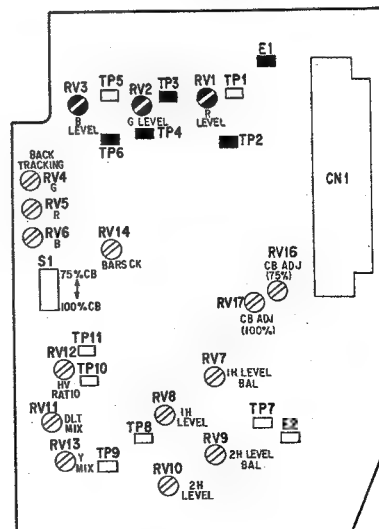 E1
RV3 TP5 RV2 TP3 RV1 TP1
B LEVEL G LEVEL R LEVEL
TP6 TP4 TP2
BACK TRACKING
RV4
G
RV5
R
RV6
B
RV14
BARS CK
CN1
S1
75%CB
100%CB
RV16
CB ADJ
(75%)
RV17
CB ADJ
(100%)
TP11
RV12
TP10
HV RATIO
RV7
1H LEVEL BAL
RV11
DLT MIX
RV8
1H LEVEL
TP7
E2
TP8
RV13
Y MIX
TP9
RV9
2H LEVEL BAL
RV10
2H LEVEL